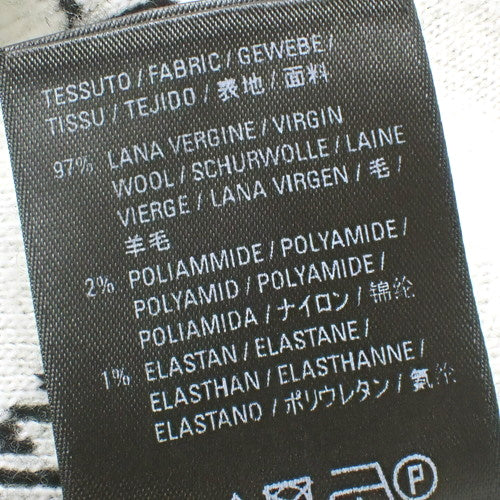 TESSUTO / FABRIC / GEWEBE /
TISSU / TEJIDO / 表地 / 面料
97% LANA VERGINE / VIRGIN
WOOL / SCHURWOLLE / LAINE
VIERGE / LANA VIRGEN / 毛 /
羊毛
2% POLIAMMIDE / POLYAMIDE /
POLYAMID / POLYAMIDE /
POLIAMIDA / ナイロン / 锦纶
1% ELASTAN / ELASTANE /
ELASTHAN / ELASTHANNE /
ELASTANO / ポリウレタン / 氨纶
P